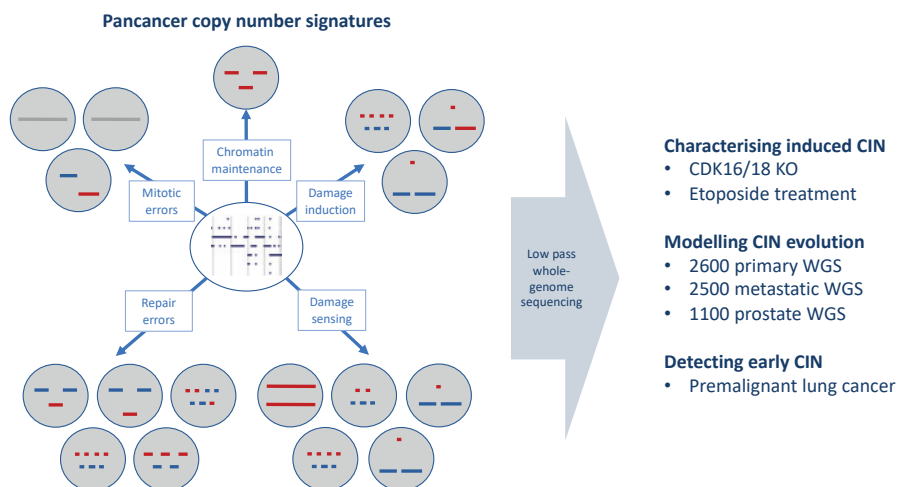 Pancancer copy number signatures
Chromatin
maintenance
Mitotic
errors
Damage
induction
Repair
errors
Damage
sensing
Low pass
whole-
genome
sequencing
Characterising induced CIN
• CDK16/18 KO
• Etoposide treatment
Modelling CIN evolution
• 2600 primary WGS
• 2500 metastatic WGS
• 1100 prostate WGS
Detecting early CIN
• Premalignant lung cancer